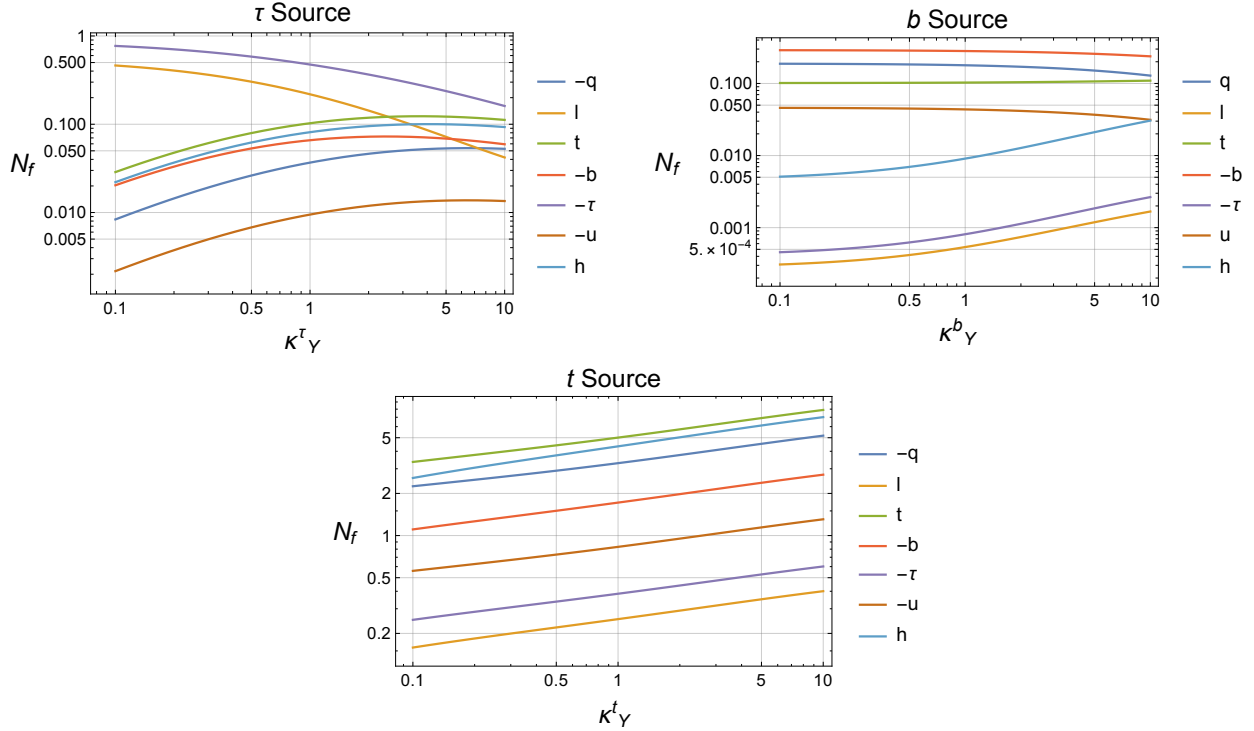 τ Source
1
0.500
0.100
0.050
0.010
0.005
N_f
0.1
0.5
1
5
10
κ^τ_Y
−q
l
t
−b
−τ
−u
h
b Source
0.100
0.050
0.010
0.005
0.001
5.×10⁻⁴
N_f
0.1
0.5
1
5
10
κ^b_Y
q
l
t
−b
−τ
u
h
t Source
5
2
1
0.5
0.2
N_f
0.1
0.5
1
5
10
κ^t_Y
−q
l
t
−b
−τ
−u
h